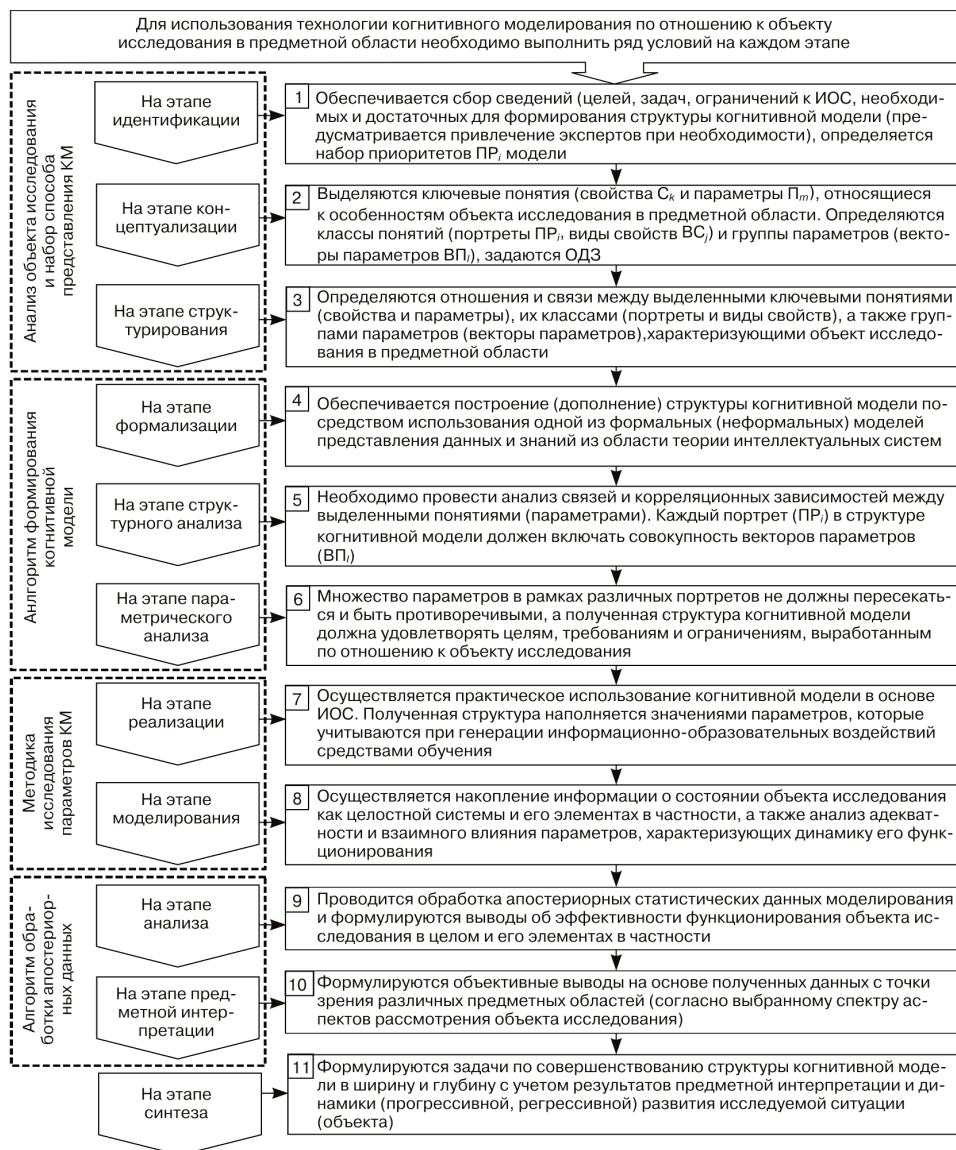 Для использования технологии когнитивного моделирования по отношению к объекту
исследования в предметной области необходимо выполнить ряд условий на каждом этапе
Анализ объекта исследования
и набор способа
представления КМ
На этапе
идентификации
1
Обеспечивается сбор сведений (целей, задач, ограничений к ИОС, необходи-
мых и достаточных для формирования структуры когнитивной модели (пре-
дусматривается привлечение экспертов при необходимости), определяется
набор приоритетов ПРi модели
На этапе кон-
цептуализации
2
Выделяются ключевые понятия (свойства Сk и параметры Пm), относящиеся
к особенностям объекта исследования в предметной области. Определяются
классы понятий (портреты ПРi, виды свойств ВСj) и группы параметров (векто-
ры параметров ВПl), задаются ОДЗ
На этапе струк-
турирования
3
Определяются отношения и связи между выделенными ключевыми понятиями
(свойства и параметры), их классами (портреты и виды свойств), а также груп-
пами параметров (векторы параметров),характеризующими объект исследо-
вания в предметной области
Анлгоритм формирования
когнитивной
модели
На этапе
формализации
4
Обеспечивается построение (дополнение) структуры когнитивной модели по-
средством использования одной из формальных (неформальных) моделей
представления данных и знаний из области теории интеллектуальных систем
На этапе струк-
турного анализа
5
Необходимо провести анализ связей и корреляционных зависимостей между
выделенными понятиями (параметрами). Каждый портрет (ПРi) в структуре
когнитивной модели должен включать совокупность векторов параметров
(ВПl)
На этапе пара-
метрического
анализа
6
Множество параметров в рамках различных портретов не должны пересекать-
ся и быть противоречивыми, а полученная структура когнитивной модели
должна удовлетворять целям, требованиям и ограничениям, выработанным
по отношению к объекту исследования
Методика
исследования
параметров КМ
На этапе
реализации
7
Осуществляется практическое использование когнитивной модели в основе
ИОС. Полученная структура наполняется значениями параметров, которые
учитываются при генерации информационно-образовательных воздействий
средствами обучения
На этапе
моделирования
8
Осуществляется накопление информации о состоянии объекта исследования
как целостной системы и его элементах в частности, а также анализ адекват-
ности и взаимного влияния параметров, характеризующих динамику его функ-
ционирования
Алгоритм обра-
ботки апостериор-
ных данных
На этапе
анализа
9
Проводится обработка апостериорных статистических данных моделирования
и формулируются выводы об эффективности функционирования объекта ис-
следования в целом и его элементах в частности
На этапе пред-
метной интер-
претации
10
Формулируются объективные выводы на основе полученных данных с точки
зрения различных предметных областей (согласно выбранному спектру ас-
пектов рассмотрения объекта исследования)
На этапе
синтеза
11
Формулируются задачи по совершенствованию структуры когнитивной моде-
ли в ширину и глубину с учетом результатов предметной интерпретации и ди-
намики (прогрессивной, регрессивной) развития исследуемой ситуации
(объекта)